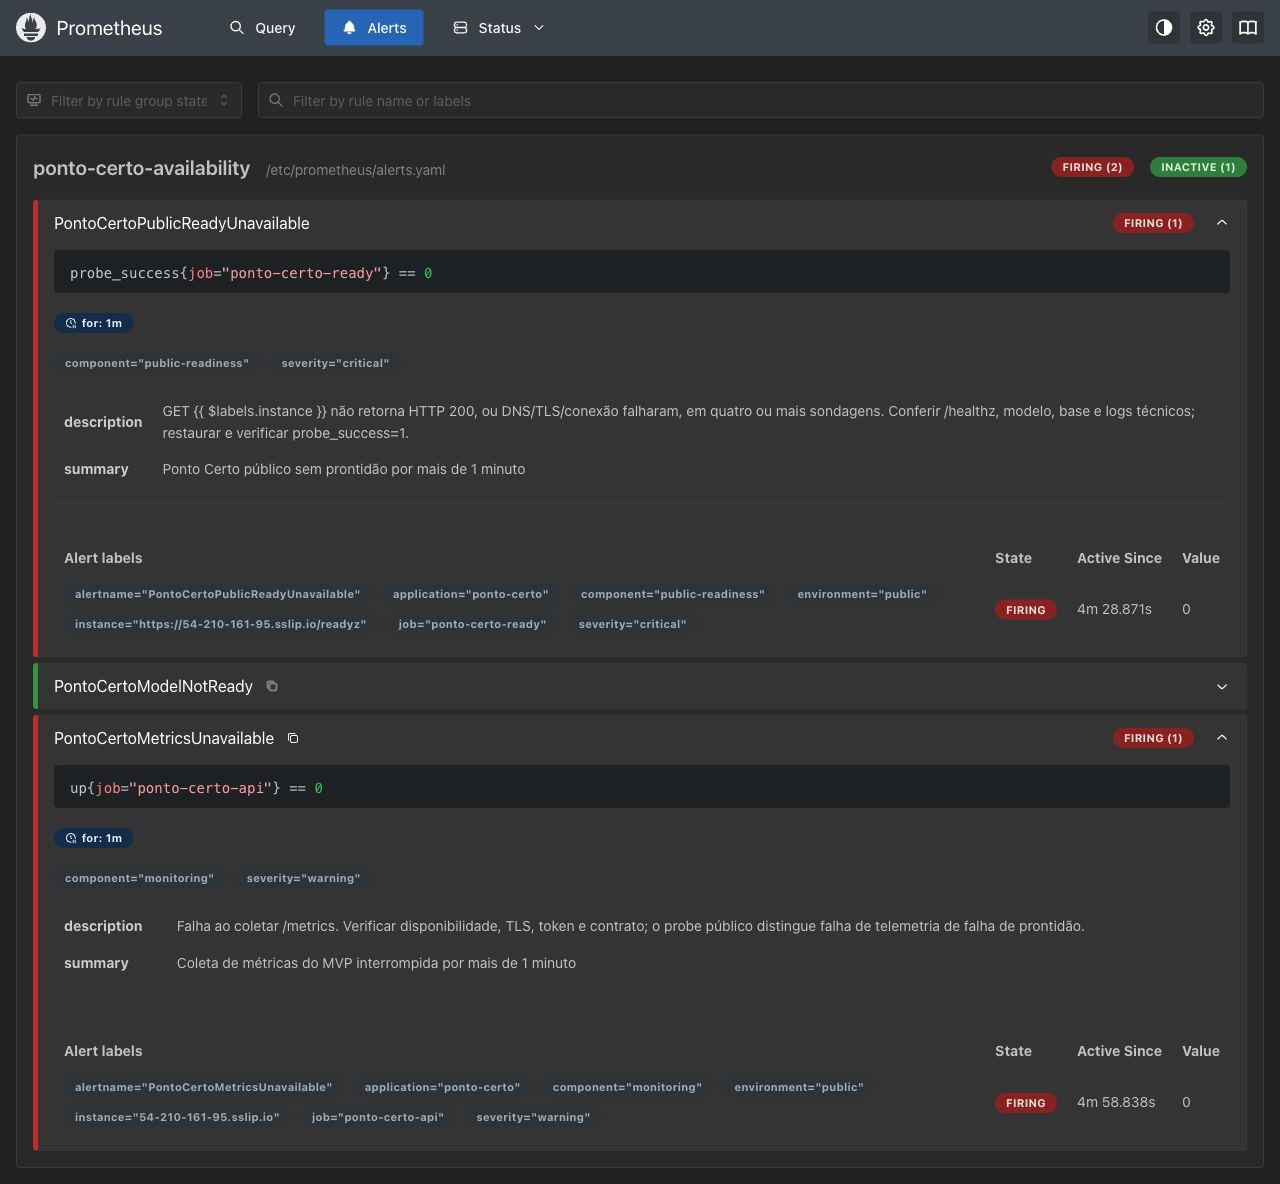 Prometheus
Query
Alerts
Status
Filter by rule group state
Filter by rule name or labels
ponto-certo-availability /etc/prometheus/alerts.yaml FIRING (2) INACTIVE (1)
PontoCertoPublicReadyUnavailable FIRING (1)
probe_success{job="ponto-certo-ready"} == 0
for: 1m
component="public-readiness" severity="critical"
description GET {{ $labels.instance }} não retorna HTTP 200, ou DNS/TLS/conexão falharam, em quatro ou mais sondagens. Conferir /healthz, modelo, base e logs técnicos;
restaurar e verificar probe_success=1.
summary Ponto Certo público sem prontidão por mais de 1 minuto
Alert labels State Active Since Value
alertname="PontoCertoPublicReadyUnavailable" application="ponto-certo" component="public-readiness" environment="public"
instance="https://54-210-161-95.sslip.io/readyz" job="ponto-certo-ready" severity="critical"
FIRING 4m 28.871s 0
PontoCertoModelNotReady
PontoCertoMetricsUnavailable FIRING (1)
up{job="ponto-certo-api"} == 0
for: 1m
component="monitoring" severity="warning"
description Falha ao coletar /metrics. Verificar disponibilidade, TLS, token e contrato; o probe público distingue falha de telemetria de falha de prontidão.
summary Coleta de métricas do MVP interrompida por mais de 1 minuto
Alert labels State Active Since Value
alertname="PontoCertoMetricsUnavailable" application="ponto-certo" component="monitoring" environment="public"
instance="54-210-161-95.sslip.io" job="ponto-certo-api" severity="warning"
FIRING 4m 58.838s 0